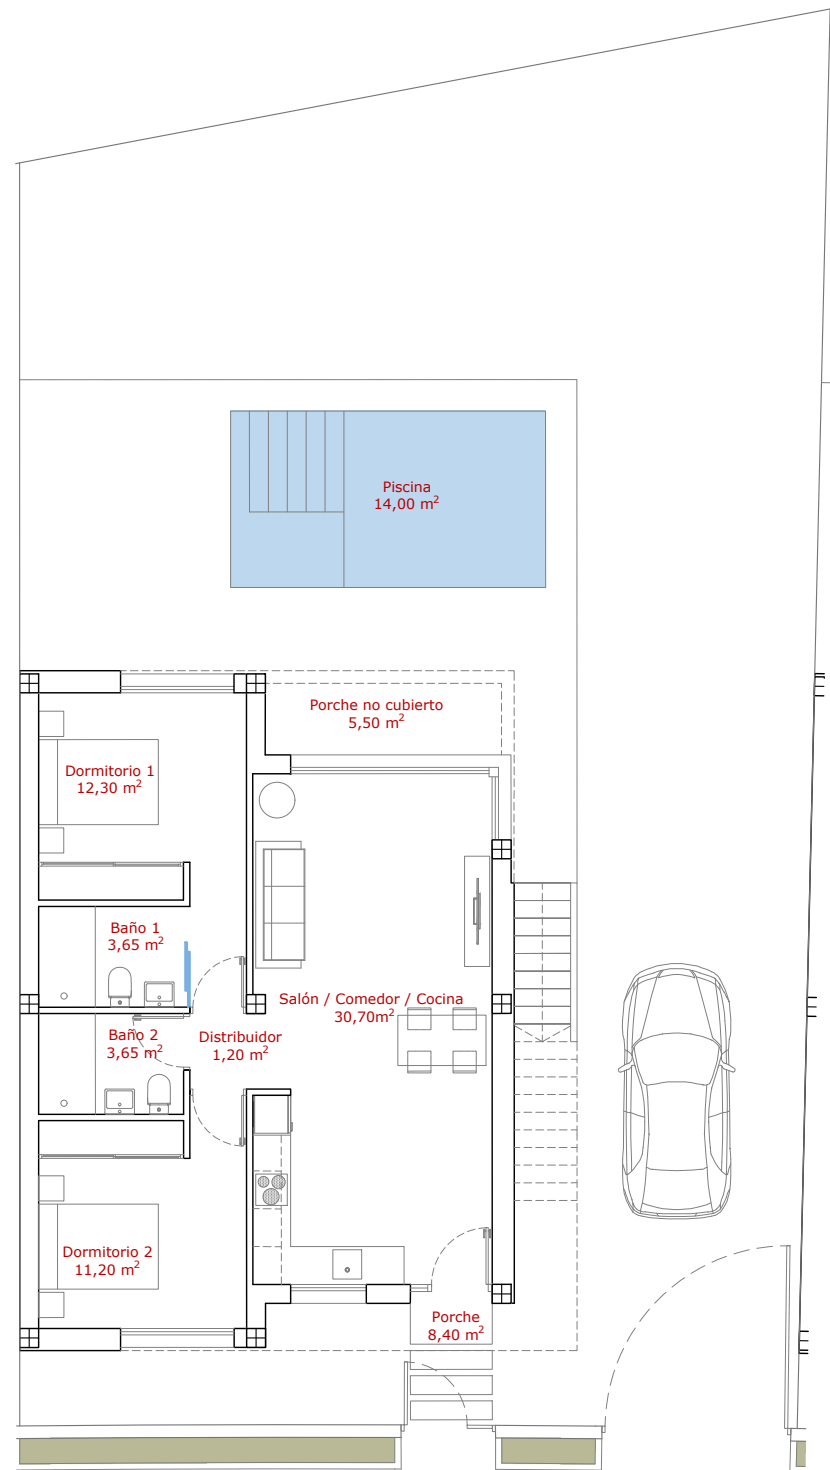 Piscina
14,00 m²
Porche no cubierto
5,50 m²
Dormitorio 1
12,30 m²
Baño 1
3,65 m²
Salón / Comedor / Cocina
30,70m²
Baño 2
3,65 m²
Distribuidor
1,20 m²
Dormitorio 2
11,20 m²
Porche
8,40 m²